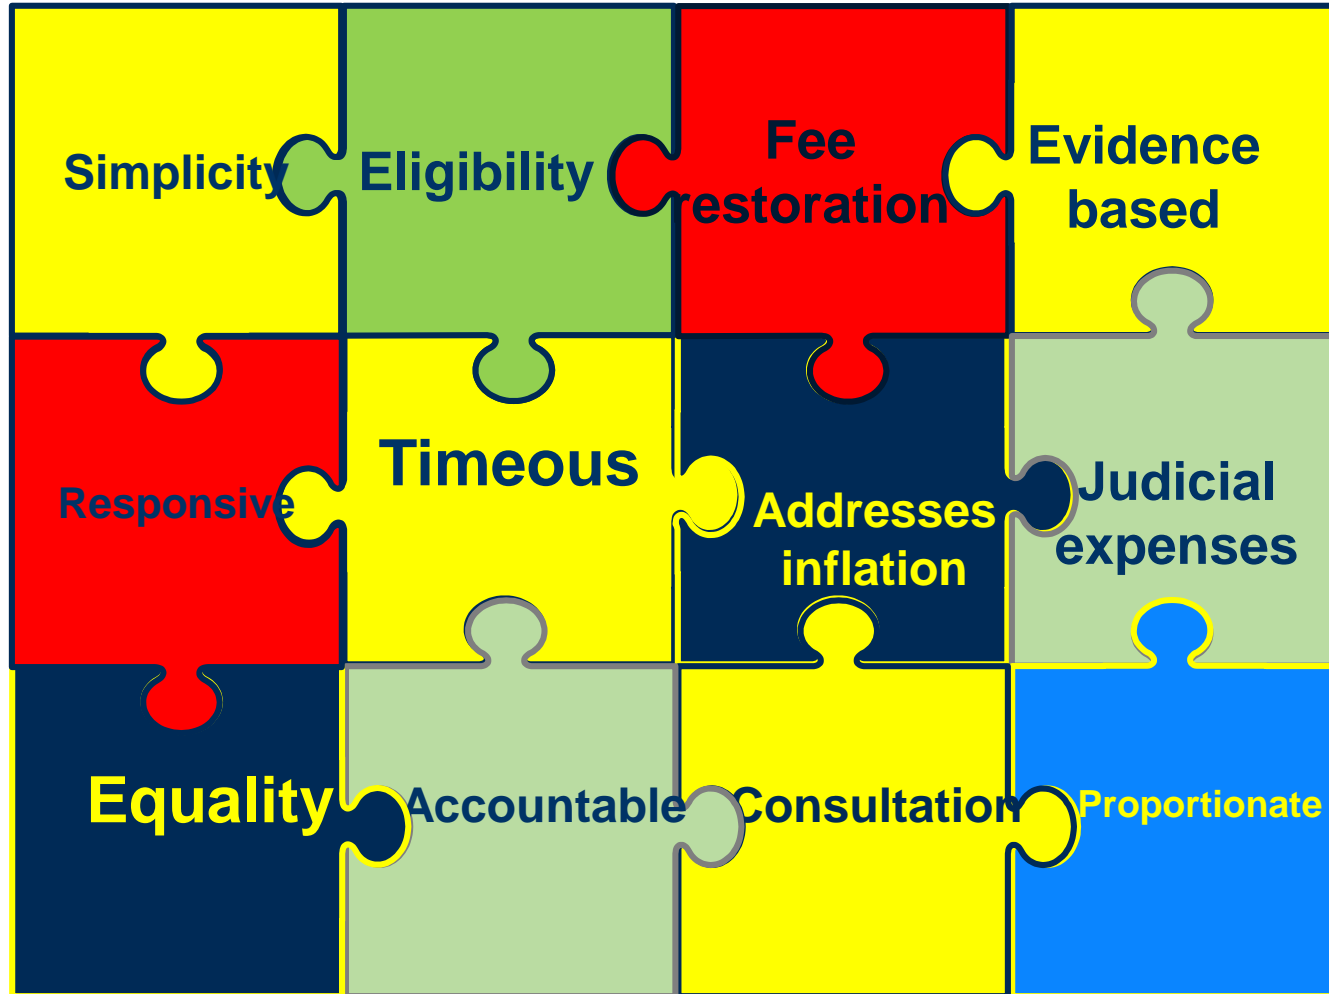 Simplicity
Eligibility
Fee
restoration
Evidence
based
Responsive
Timeous
Addresses
inflation
Judicial
expenses
Equality
Accountable
Consultation
Proportionate